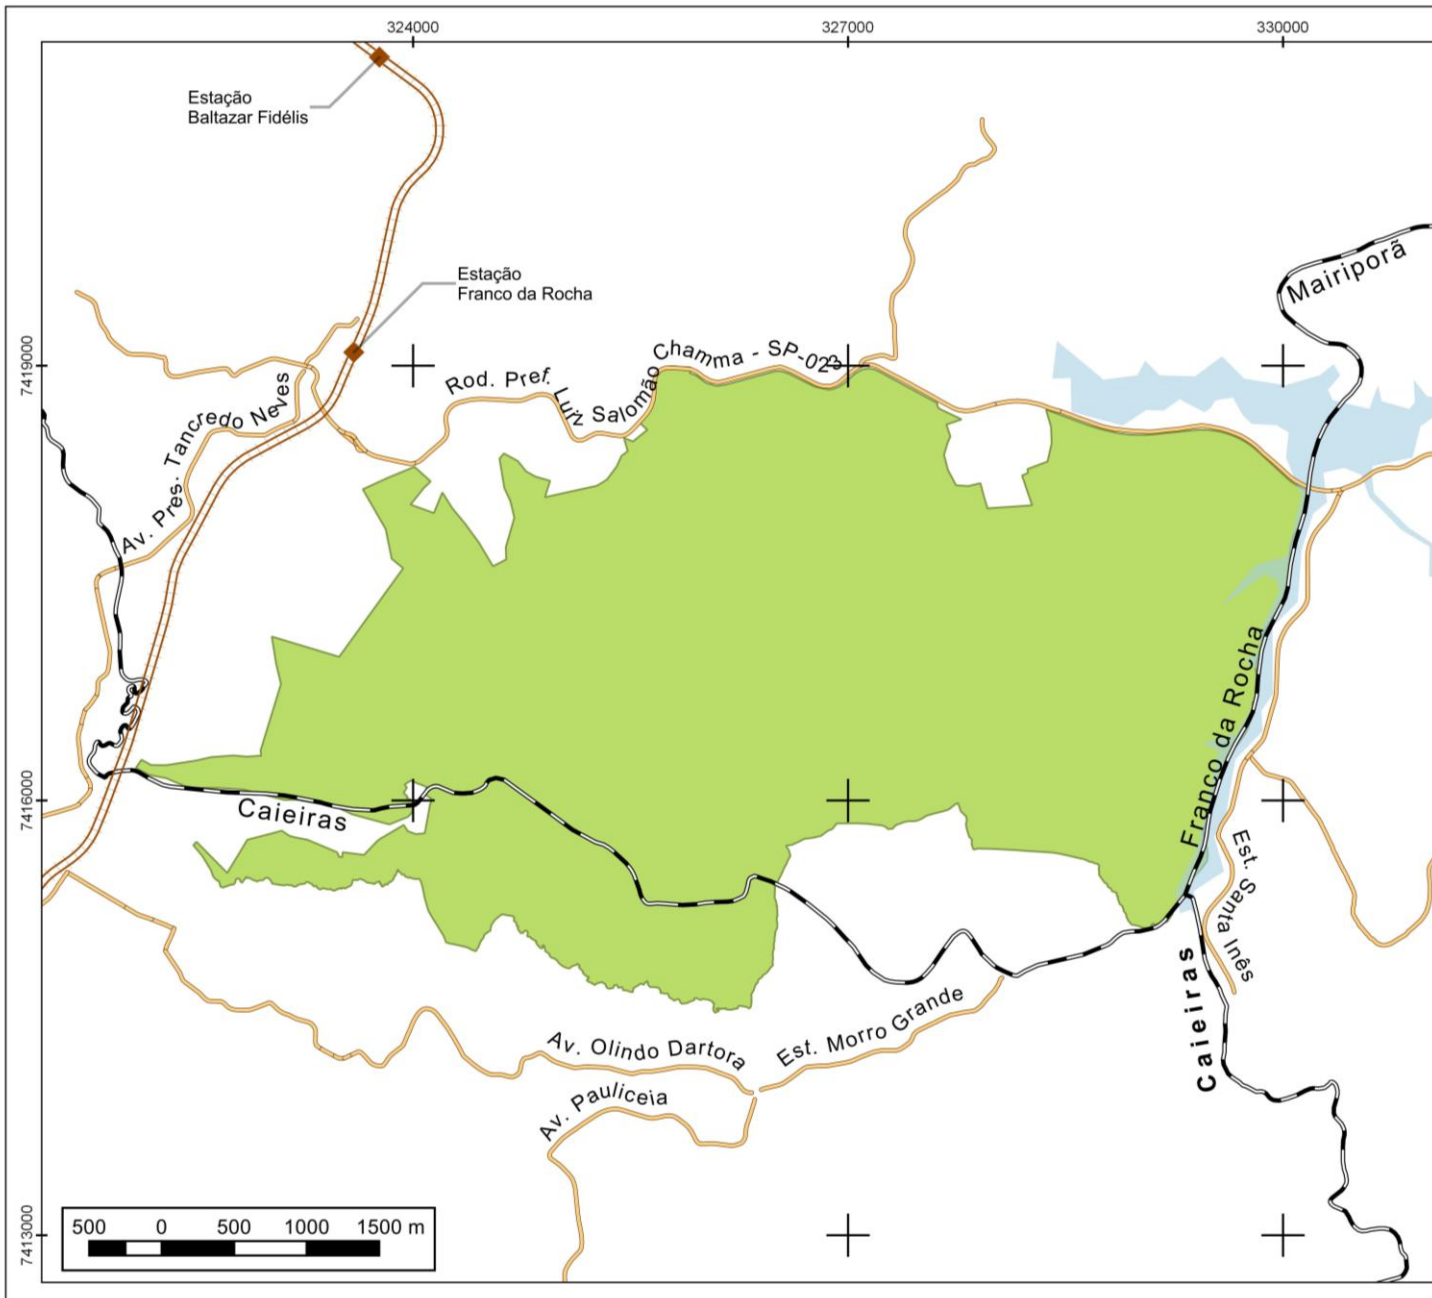 324000
327000
330000
Estação
Baltazar Fidélis
Mairiporã
Estação
Franco da Rocha
7419000
Rod. Pref. Luiz Salomão Chamma - SP-023
Av. Pres. Tancredo Neves
Franco da Rocha
7416000
Caieiras
Est. Santa Inês
Caieiras
Est. Morro Grande
Av. Olindo Dartora
Av. Pauliceia
7413000
500 0 500 1000 1500 m